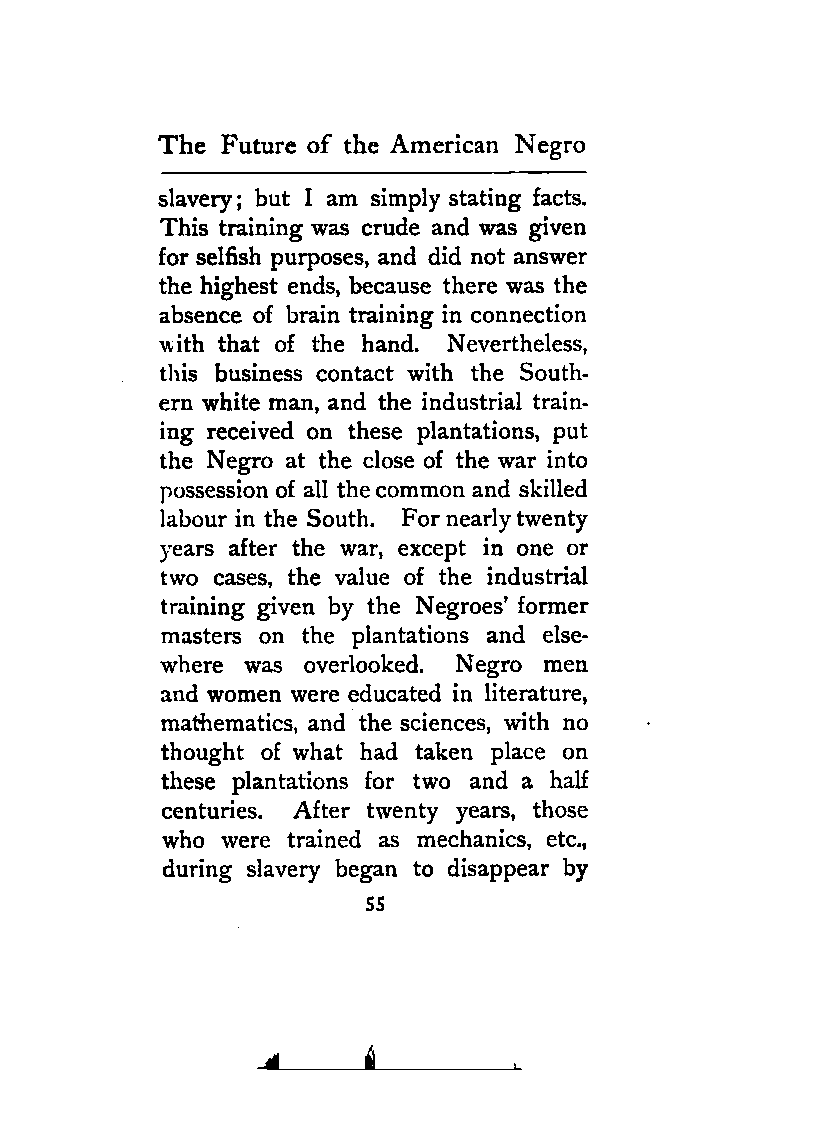 The Future of the American Negro
slavery; but I am simply stating facts.
This training was crude and was given
for selfish purposes, and did not answer
the highest ends, because there was the
absence of brain training in connection
with that of the hand. Nevertheless,
this business contact with the South-
ern white man, and the industrial train-
ing received on these plantations, put
the Negro at the close of the war into
possession of all the common and skilled
labour in the South. For nearly twenty
years after the war, except in one or
two cases, the value of the industrial
training given by the Negroes' former
masters on the plantations and else-
where was overlooked. Negro men
and women were educated in literature,
mathematics, and the sciences, with no
thought of what had taken place on
these plantations for two and a half
centuries. After twenty years, those
who were trained as mechanics, etc.,
during slavery began to disappear by
55